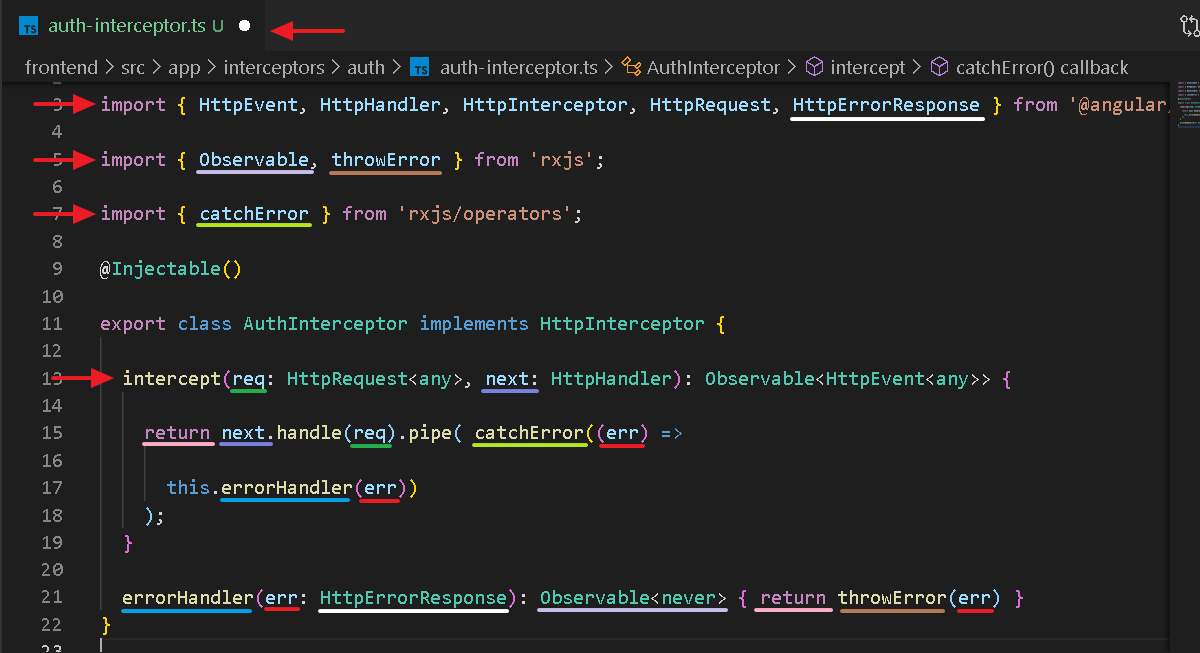 TS auth-interceptor.ts U
frontend > src > app > interceptors > auth > TS auth-interceptor.ts > AuthInterceptor > intercept > catchError() callback
3 import { HttpEvent, HttpHandler, HttpInterceptor, HttpRequest, HttpErrorResponse } from '@angular/
4
5 import { Observable, throwError } from 'rxjs';
6
7 import { catchError } from 'rxjs/operators';
8
9 @Injectable()
10
11 export class AuthInterceptor implements HttpInterceptor {
12
13 intercept(req: HttpRequest<any>, next: HttpHandler): Observable<HttpEvent<any>> {
14
15 return next.handle(req).pipe( catchError((err) =>
16
17 this.errorHandler(err))
18 );
19 }
20
21 errorHandler(err: HttpErrorResponse): Observable<never> { return throwError(err) }
22 }
23